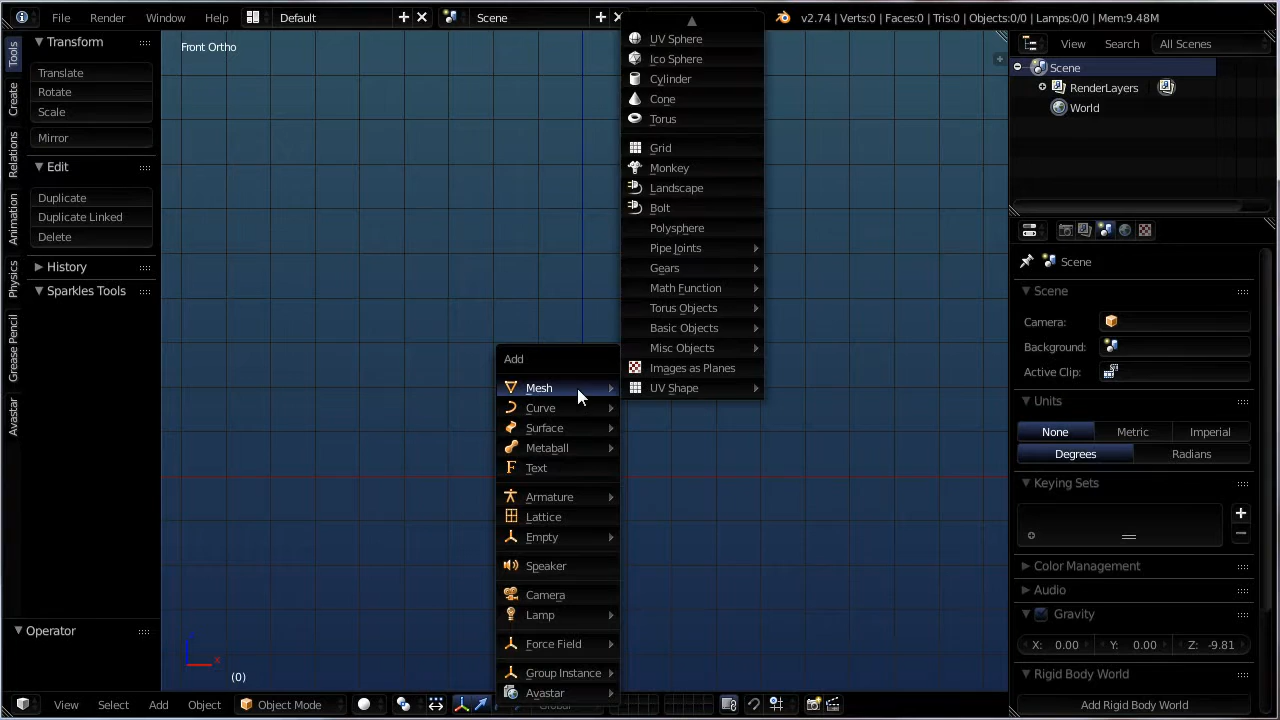 File Render Window Help Default Scene v2.74 | Verts:0 | Faces:0 | Tris:0 | Objects:0/0 | Lamps:0/0 | Mem:9.48M
Tools
Create
Relations
Animation
Physics
Grease Pencil
Avastar
Transform
Translate
Rotate
Scale
Mirror
Edit
Duplicate
Duplicate Linked
Delete
History
Sparkles Tools
Operator
Front Ortho
x
(0)
Add
Mesh
Curve
Surface
Metaball
Text
Armature
Lattice
Empty
Speaker
Camera
Lamp
Force Field
Group Instance
Avastar
UV Sphere
Ico Sphere
Cylinder
Cone
Torus
Grid
Monkey
Landscape
Bolt
Polysphere
Pipe Joints
Gears
Math Function
Torus Objects
Basic Objects
Misc Objects
Images as Planes
UV Shape
View Search All Scenes
Scene
RenderLayers
World
Scene
Scene
Camera:
Background:
Active Clip:
Units
None Metric Imperial
Degrees Radians
Keying Sets
Color Management
Audio
Gravity
X: 0.00 Y: 0.00 Z: -9.81
Rigid Body World
Add Rigid Body World
View Select Add Object Object Mode Global